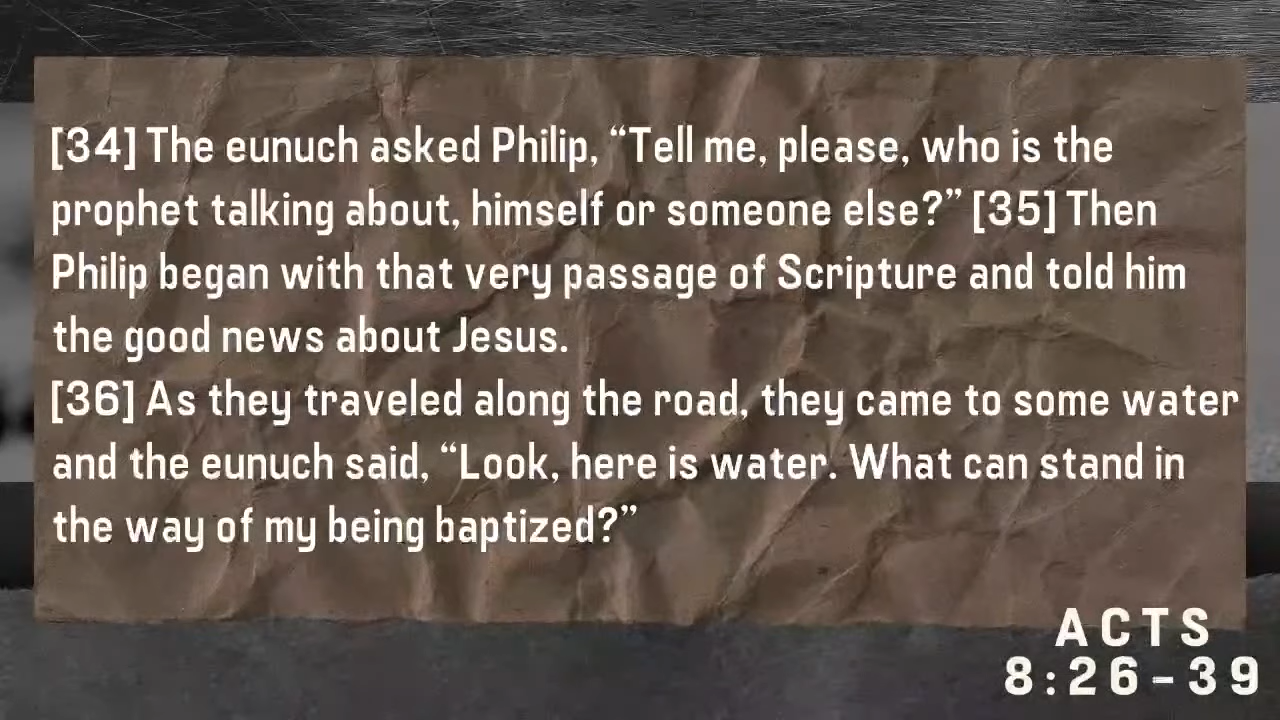 [34] The eunuch asked Philip, “Tell me, please, who is the
prophet talking about, himself or someone else?” [35] Then
Philip began with that very passage of Scripture and told him
the good news about Jesus.
[36] As they traveled along the road, they came to some water
and the eunuch said, “Look, here is water. What can stand in
the way of my being baptized?”
ACTS
8:26-39